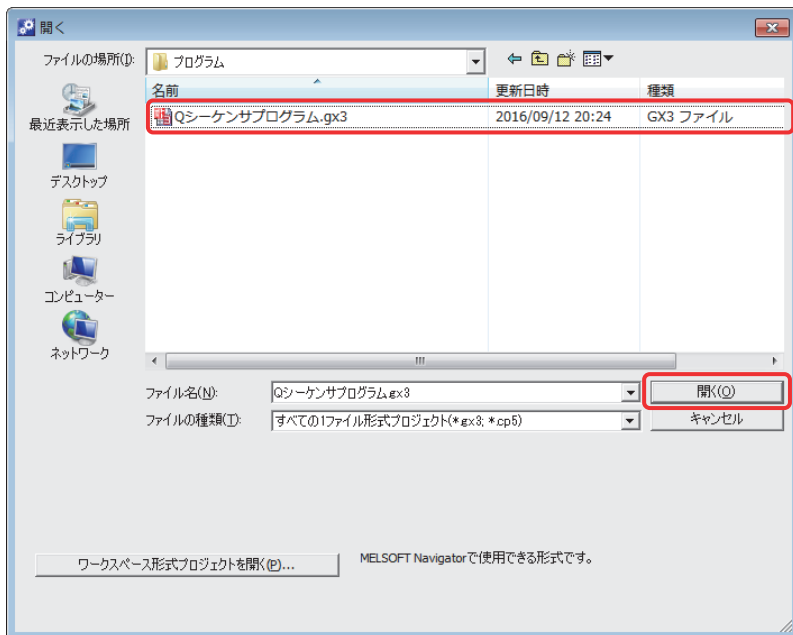 開く
ファイルの場所(I):
プログラム
最近表示した場所
デスクトップ
ライブラリ
コンピューター
ネットワーク
名前 更新日時 種類
Qシーケンサプログラム.gx3 2016/09/12 20:24 GX3 ファイル
ファイル名(N): Qシーケンサプログラム.gx3 開く(O)
ファイルの種類(T): すべての1ファイル形式プロジェクト(*.gx3; *.cp5) キャンセル
ワークスペース形式プロジェクトを開く(P)... MELSOFT Navigatorで使用できる形式です。